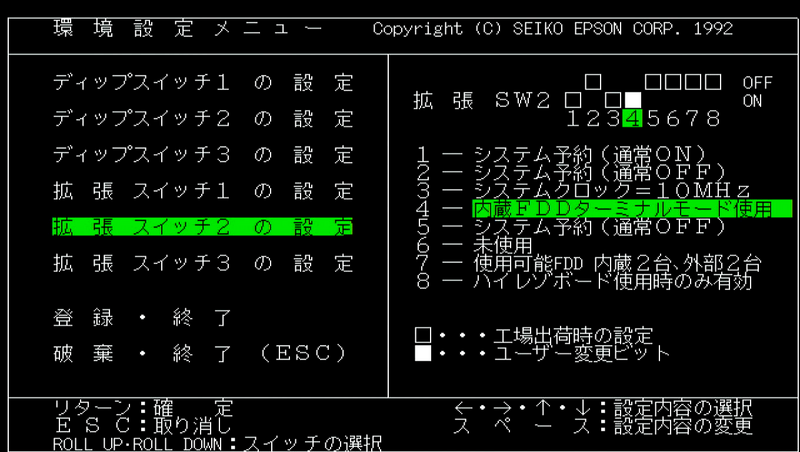 環 境 設 定 メ ニ ュ ー Copyright (C) SEIKO EPSON CORP. 1992
ディップスイッチ1 の 設 定
ディップスイッチ2 の 設 定
ディップスイッチ3 の 設 定
拡 張 スイッチ1 の 設 定
拡 張 スイッチ2 の 設 定
拡 張 スイッチ3 の 設 定
登 録 ・ 終 了
破 棄 ・ 終 了 (ESC)
OFF
拡 張 SW2 ON
12345678
1 ― システム予約(通常ON)
2 ― システム予約(通常OFF)
3 ― システムクロック=10MHz
4 ― 内蔵FDDターミナルモード使用
5 ― システム予約(通常OFF)
6 ― 未使用
7 ― 使用可能FDD 内蔵2台、外部2台
8 ― ハイレゾボード使用時のみ有効
□・・・工場出荷時の設定
■・・・ユーザー変更ビット
リターン:確 定
ESC:取り消し
ROLL UP・ROLL DOWN:スイッチの選択
←・→・↑・↓:設定内容の選択
ス ペ ー ス:設定内容の変更